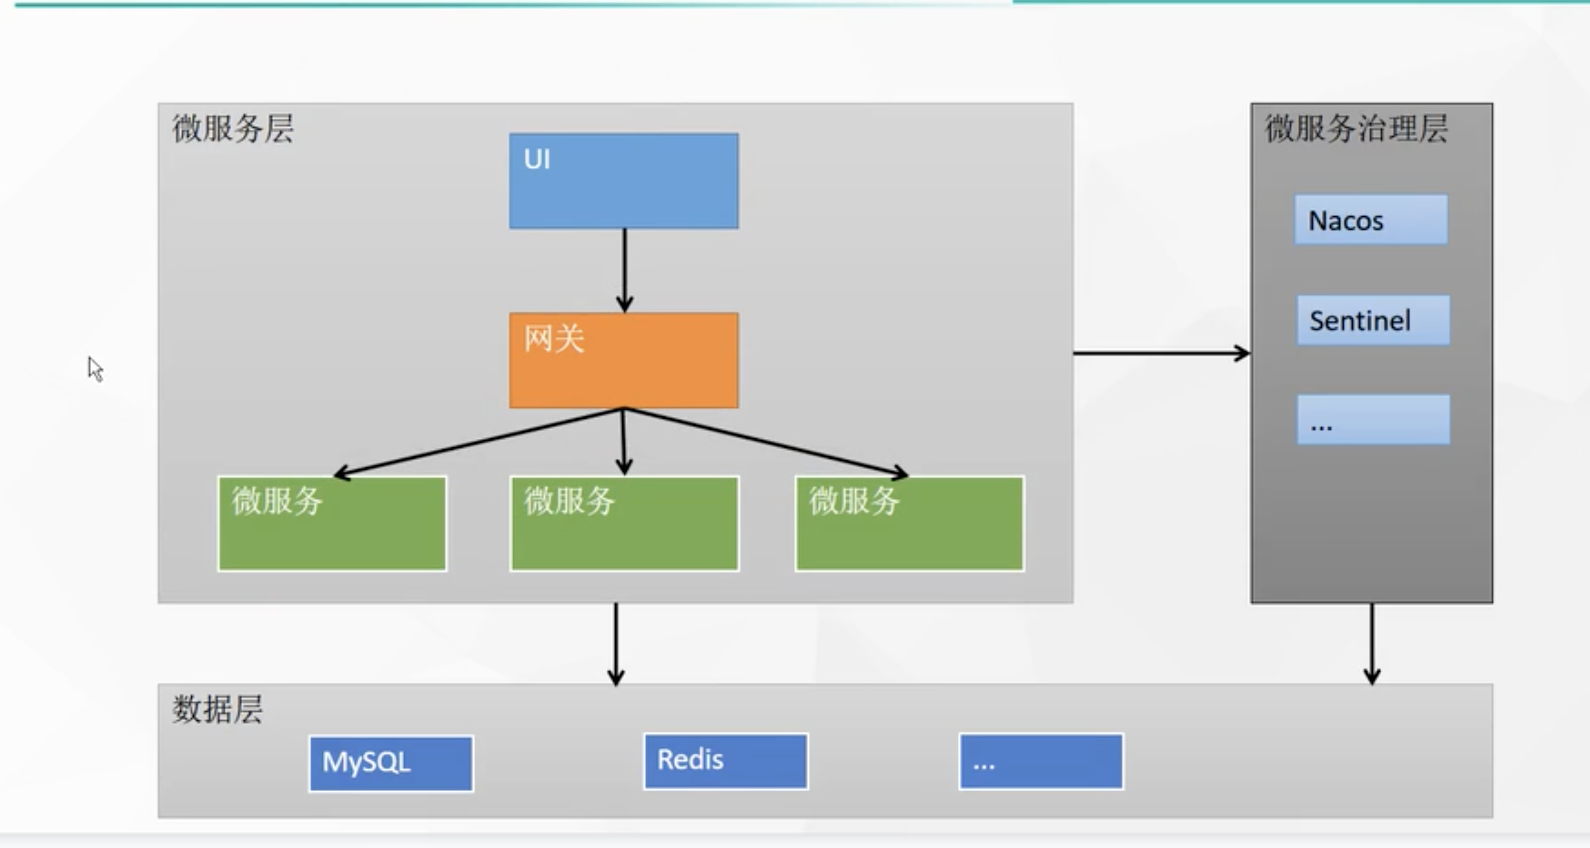 微服务层
UI
网关
微服务
微服务
微服务
微服务治理层
Nacos
Sentinel
...
数据层
MySQL
Redis
...